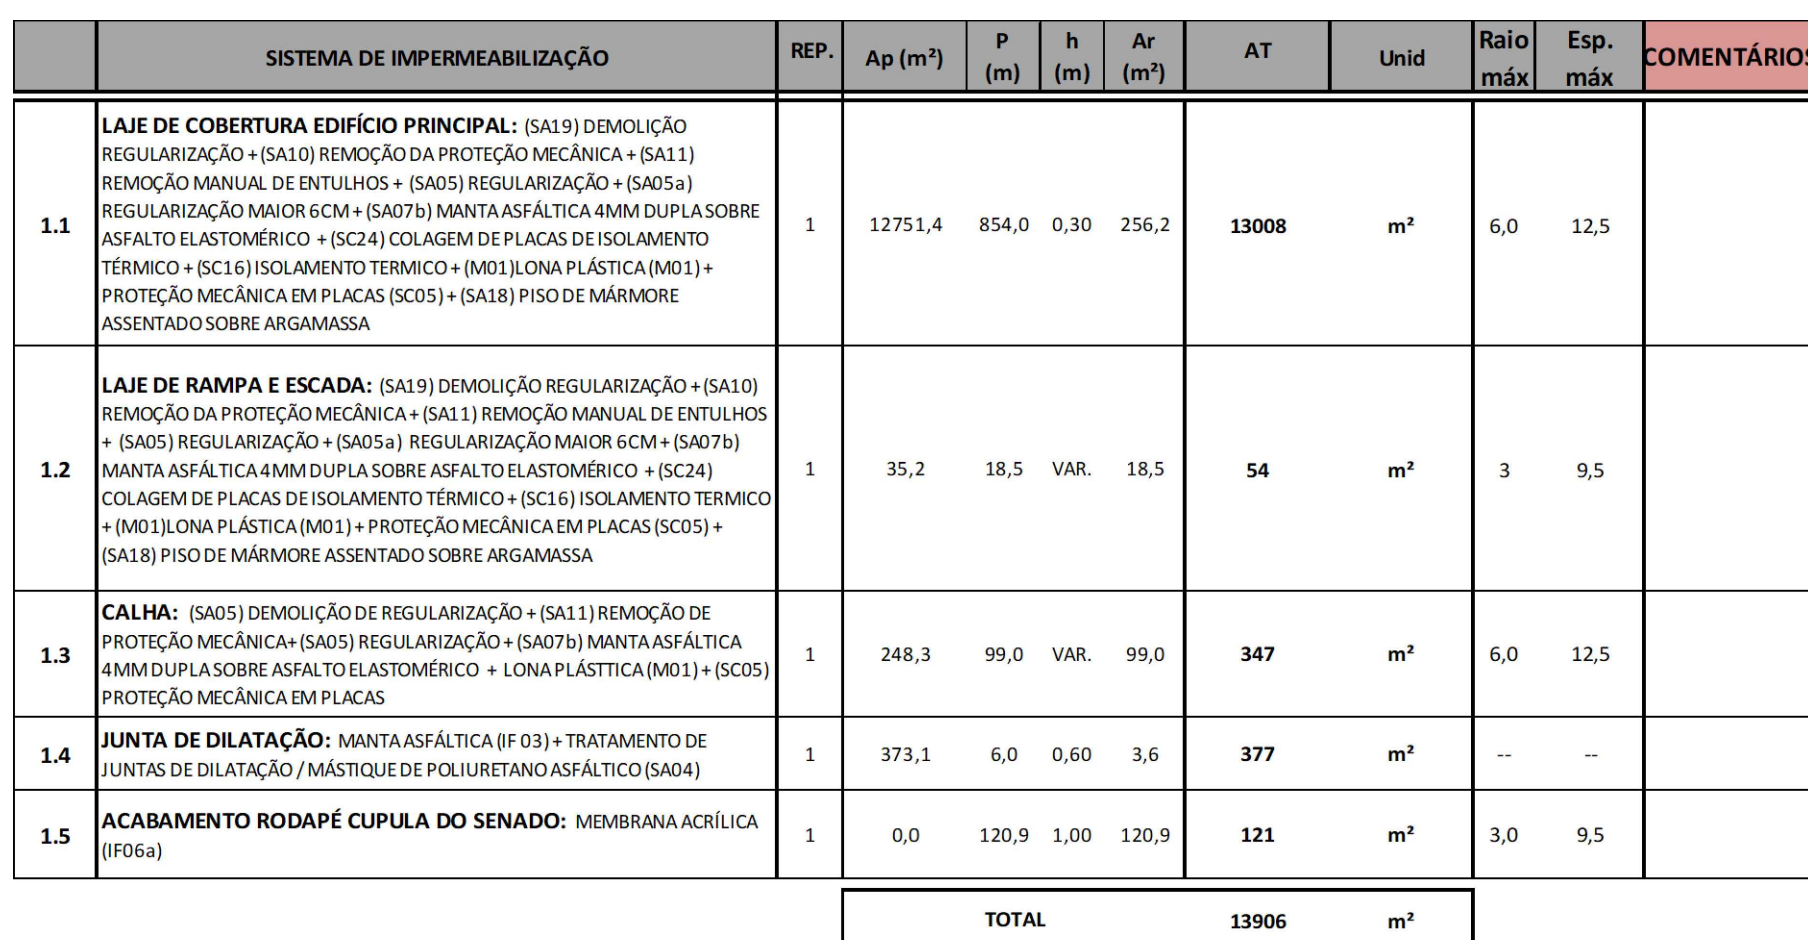 SISTEMA DE IMPERMEABILIZAÇÃO REP. Ap (m²) P (m) h (m) Ar (m²) AT Unid Raio máx Esp. máx COMENTÁRIOS
LAJE DE COBERTURA EDIFÍCIO PRINCIPAL: (SA19) DEMOLIÇÃO
REGULARIZAÇÃO + (SA10) REMOÇÃO DA PROTEÇÃO MECÂNICA + (SA11)
REMOÇÃO MANUAL DE ENTULHOS + (SA05) REGULARIZAÇÃO + (SA05a)
REGULARIZAÇÃO MAIOR 6CM + (SA07b) MANTA ASFÁLTICA 4MM DUPLA SOBRE
1.1 ASFALTO ELASTOMÉRICO + (SC24) COLAGEM DE PLACAS DE ISOLAMENTO 1 12751,4 854,0 0,30 256,2 13008 m² 6,0 12,5
TÉRMICO + (SC16) ISOLAMENTO TERMICO + (M01)LONA PLÁSTICA (M01) +
PROTEÇÃO MECÂNICA EM PLACAS (SC05) + (SA18) PISO DE MÁRMORE
ASSENTADO SOBRE ARGAMASSA
LAJE DE RAMPA E ESCADA: (SA19) DEMOLIÇÃO REGULARIZAÇÃO + (SA10)
REMOÇÃO DA PROTEÇÃO MECÂNICA + (SA11) REMOÇÃO MANUAL DE ENTULHOS
+ (SA05) REGULARIZAÇÃO + (SA05a) REGULARIZAÇÃO MAIOR 6CM + (SA07b)
1.2 MANTA ASFÁLTICA 4MM DUPLA SOBRE ASFALTO ELASTOMÉRICO + (SC24) 1 35,2 18,5 VAR. 18,5 54 m² 3 9,5
COLAGEM DE PLACAS DE ISOLAMENTO TÉRMICO + (SC16) ISOLAMENTO TERMICO
+ (M01)LONA PLÁSTICA (M01) + PROTEÇÃO MECÂNICA EM PLACAS (SC05) +
(SA18) PISO DE MÁRMORE ASSENTADO SOBRE ARGAMASSA
CALHA: (SA05) DEMOLIÇÃO DE REGULARIZAÇÃO + (SA11) REMOÇÃO DE
1.3 PROTEÇÃO MECÂNICA+ (SA05) REGULARIZAÇÃO + (SA07b) MANTA ASFÁLTICA 1 248,3 99,0 VAR. 99,0 347 m² 6,0 12,5
4MM DUPLA SOBRE ASFALTO ELASTOMÉRICO + LONA PLÁSTTICA (M01) + (SC05)
PROTEÇÃO MECÂNICA EM PLACAS
1.4 JUNTA DE DILATAÇÃO: MANTA ASFÁLTICA (IF 03) + TRATAMENTO DE 1 373,1 6,0 0,60 3,6 377 m² -- --
JUNTAS DE DILATAÇÃO / MÁSTIQUE DE POLIURETANO ASFÁLTICO (SA04)
1.5 ACABAMENTO RODAPÉ CUPULA DO SENADO: MEMBRANA ACRÍLICA 1 0,0 120,9 1,00 120,9 121 m² 3,0 9,5
(IF06a)
TOTAL 13906 m²